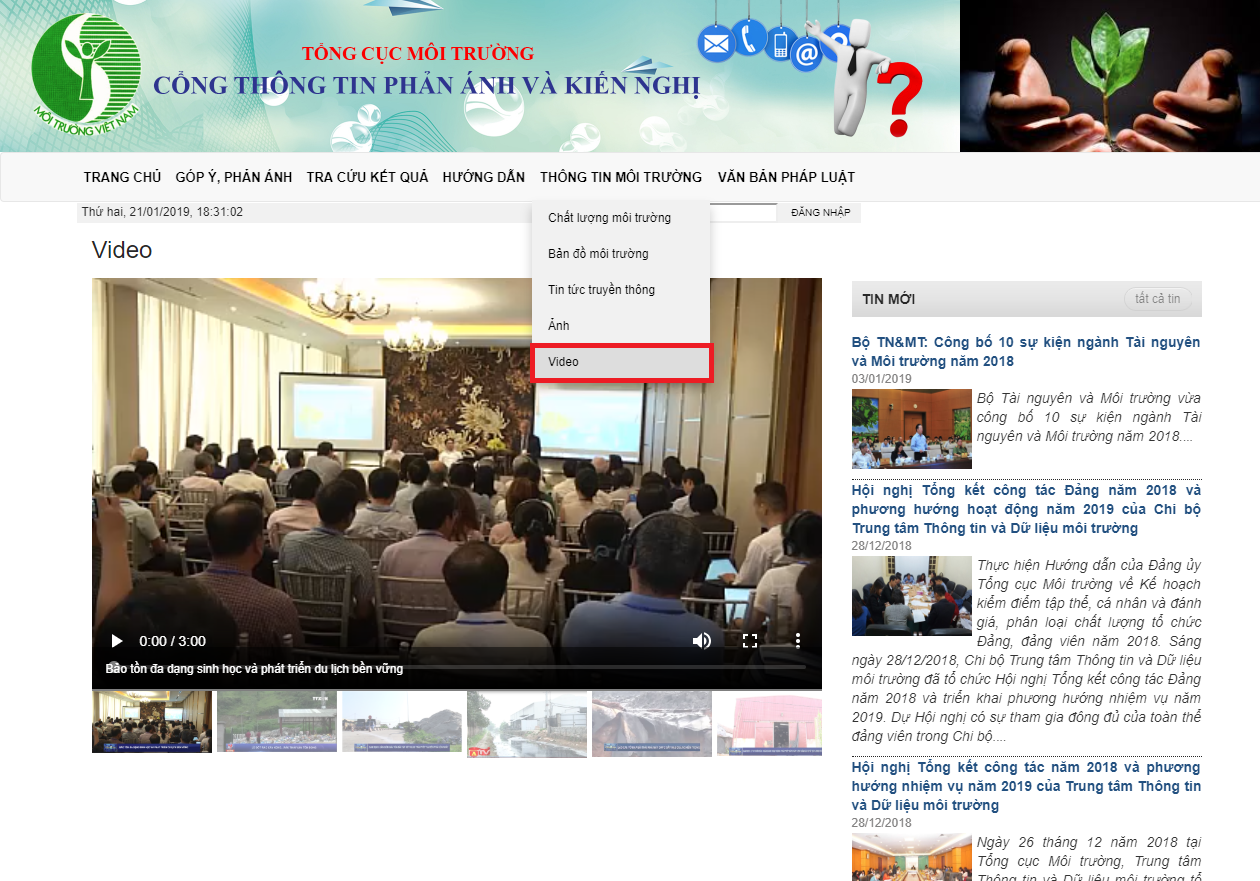 TỔNG CỤC MÔI TRƯỜNG
CỔNG THÔNG TIN PHẢN ÁNH VÀ KIẾN NGHỊ
MÔI TRƯỜNG VIỆT NAM
TRANG CHỦ GÓP Ý, PHẢN ÁNH TRA CỨU KẾT QUẢ HƯỚNG DẪN THÔNG TIN MÔI TRƯỜNG VĂN BẢN PHÁP LUẬT
Thứ hai, 21/01/2019, 18:31:02
ĐĂNG NHẬP
Chất lượng môi trường
Bản đồ môi trường
Tin tức truyền thông
Ảnh
Video
Video
0:00 / 3:00
Bảo tồn đa dạng sinh học và phát triển du lịch bền vững
TIN MỚI
tất cả tin
Bộ TN&MT: Công bố 10 sự kiện ngành Tài nguyên
và Môi trường năm 2018
03/01/2019
Bộ Tài nguyên và Môi trường vừa
công bố 10 sự kiện ngành Tài
nguyên và Môi trường năm 2018....
Hội nghị Tổng kết công tác Đảng năm 2018 và
phương hướng hoạt động năm 2019 của Chi bộ
Trung tâm Thông tin và Dữ liệu môi trường
28/12/2018
Thực hiện Hướng dẫn của Đảng ủy
Tổng cục Môi trường về Kế hoạch
kiểm điểm tập thể, cá nhân và đánh
giá, phân loại chất lượng tổ chức
Đảng, đảng viên năm 2018. Sáng
ngày 28/12/2018, Chi bộ Trung tâm Thông tin và Dữ liệu
môi trường đã tổ chức Hội nghị Tổng kết công tác Đảng
năm 2018 và triển khai phương hướng nhiệm vụ năm
2019. Dự Hội nghị có sự tham gia đông đủ của toàn thể
đảng viên trong Chi bộ....
Hội nghị Tổng kết công tác năm 2018 và phương
hướng nhiệm vụ năm 2019 của Trung tâm Thông tin
và Dữ liệu môi trường
28/12/2018
Ngày 26 tháng 12 năm 2018 tại
Tổng cục Môi trường, Trung tâm
Thông tin và Dữ liệu môi trường tổ